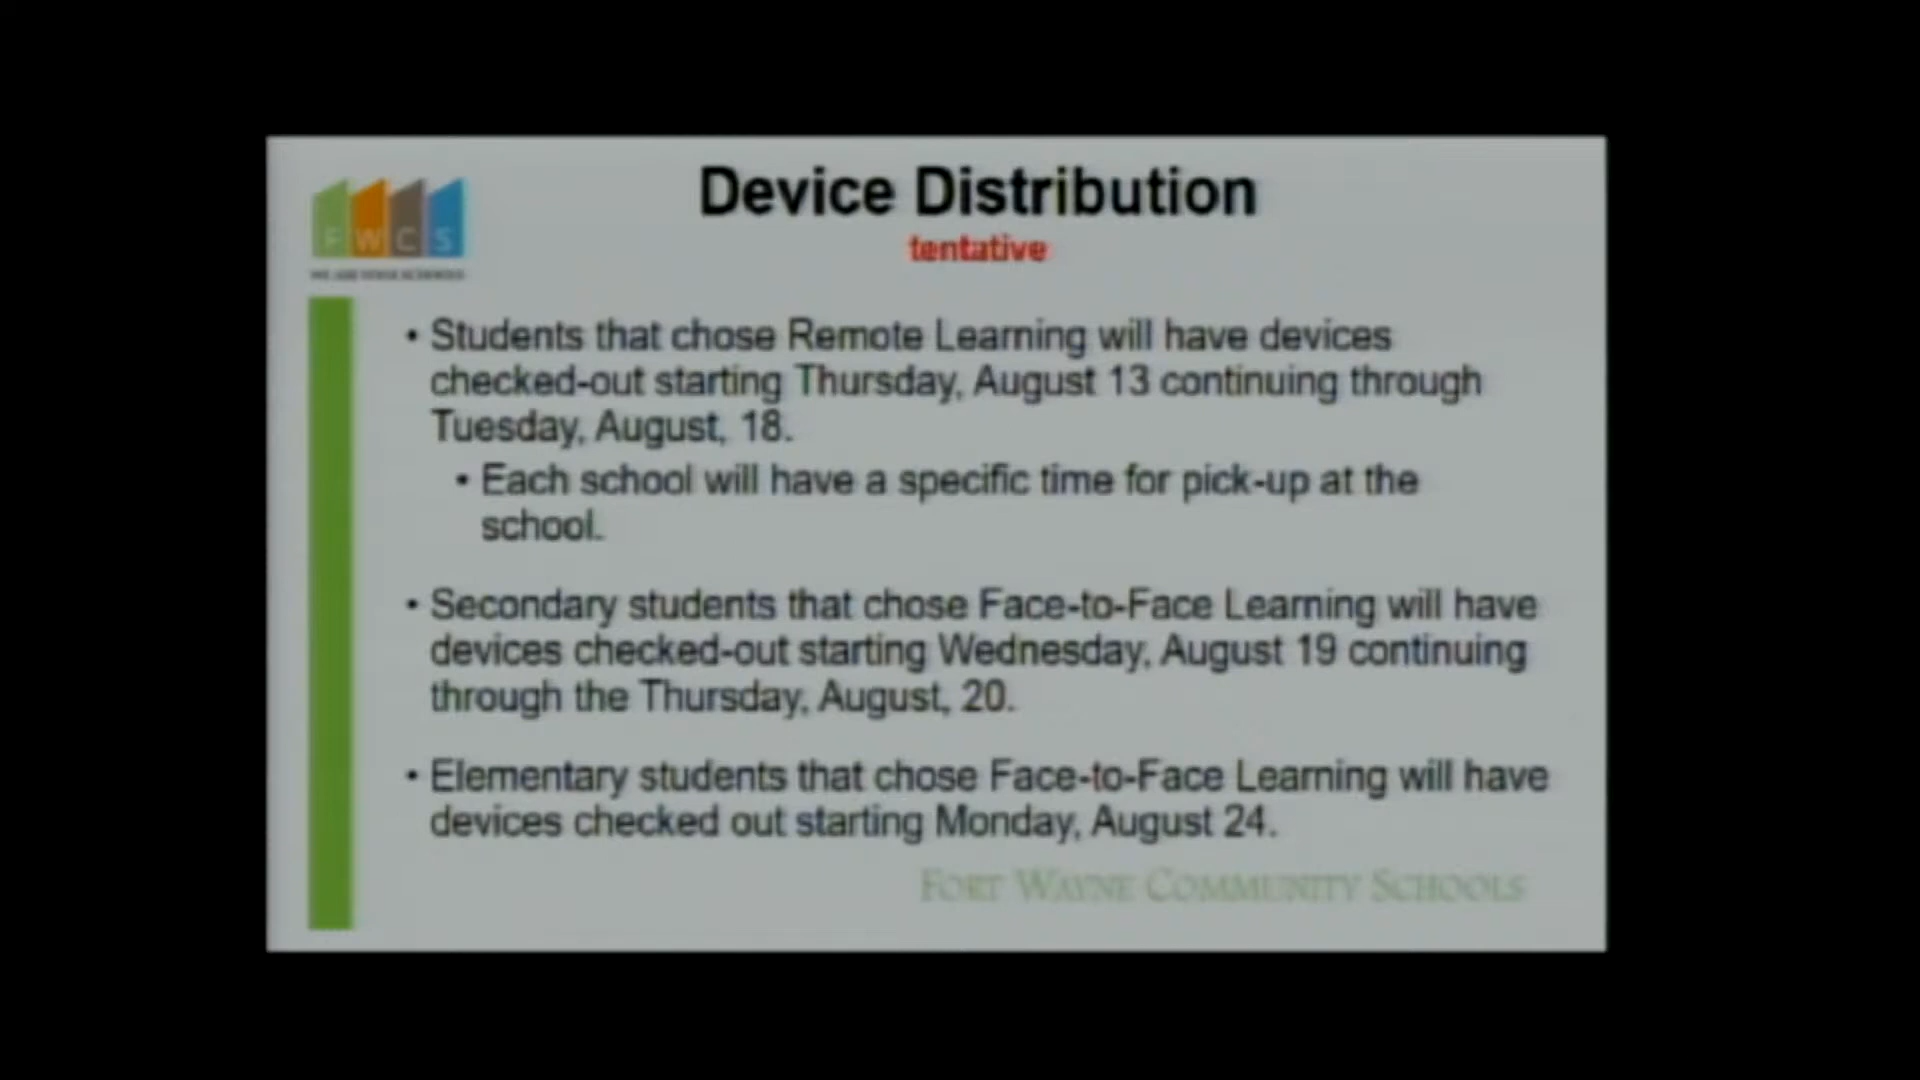 Device Distribution
tentative
FWCS
• Students that chose Remote Learning will have devices
checked-out starting Thursday, August 13 continuing through
Tuesday, August, 18.
• Each school will have a specific time for pick-up at the
school.
• Secondary students that chose Face-to-Face Learning will have
devices checked-out starting Wednesday, August 19 continuing
through the Thursday, August, 20.
• Elementary students that chose Face-to-Face Learning will have
devices checked out starting Monday, August 24.
FORT WAYNE COMMUNITY SCHOOLS